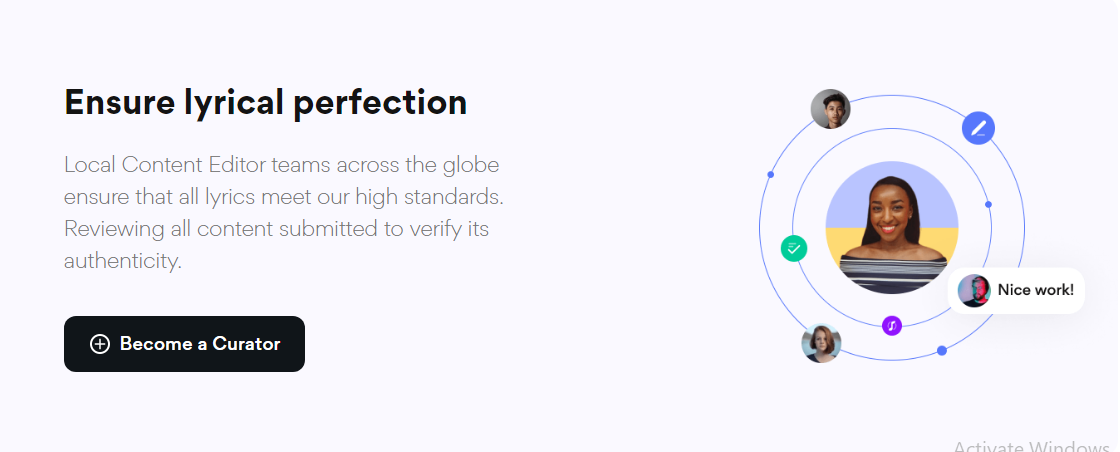 Ensure lyrical perfection
Local Content Editor teams across the globe
ensure that all lyrics meet our high standards.
Reviewing all content submitted to verify its
authenticity.
Become a Curator
Nice work!
Activate Windows